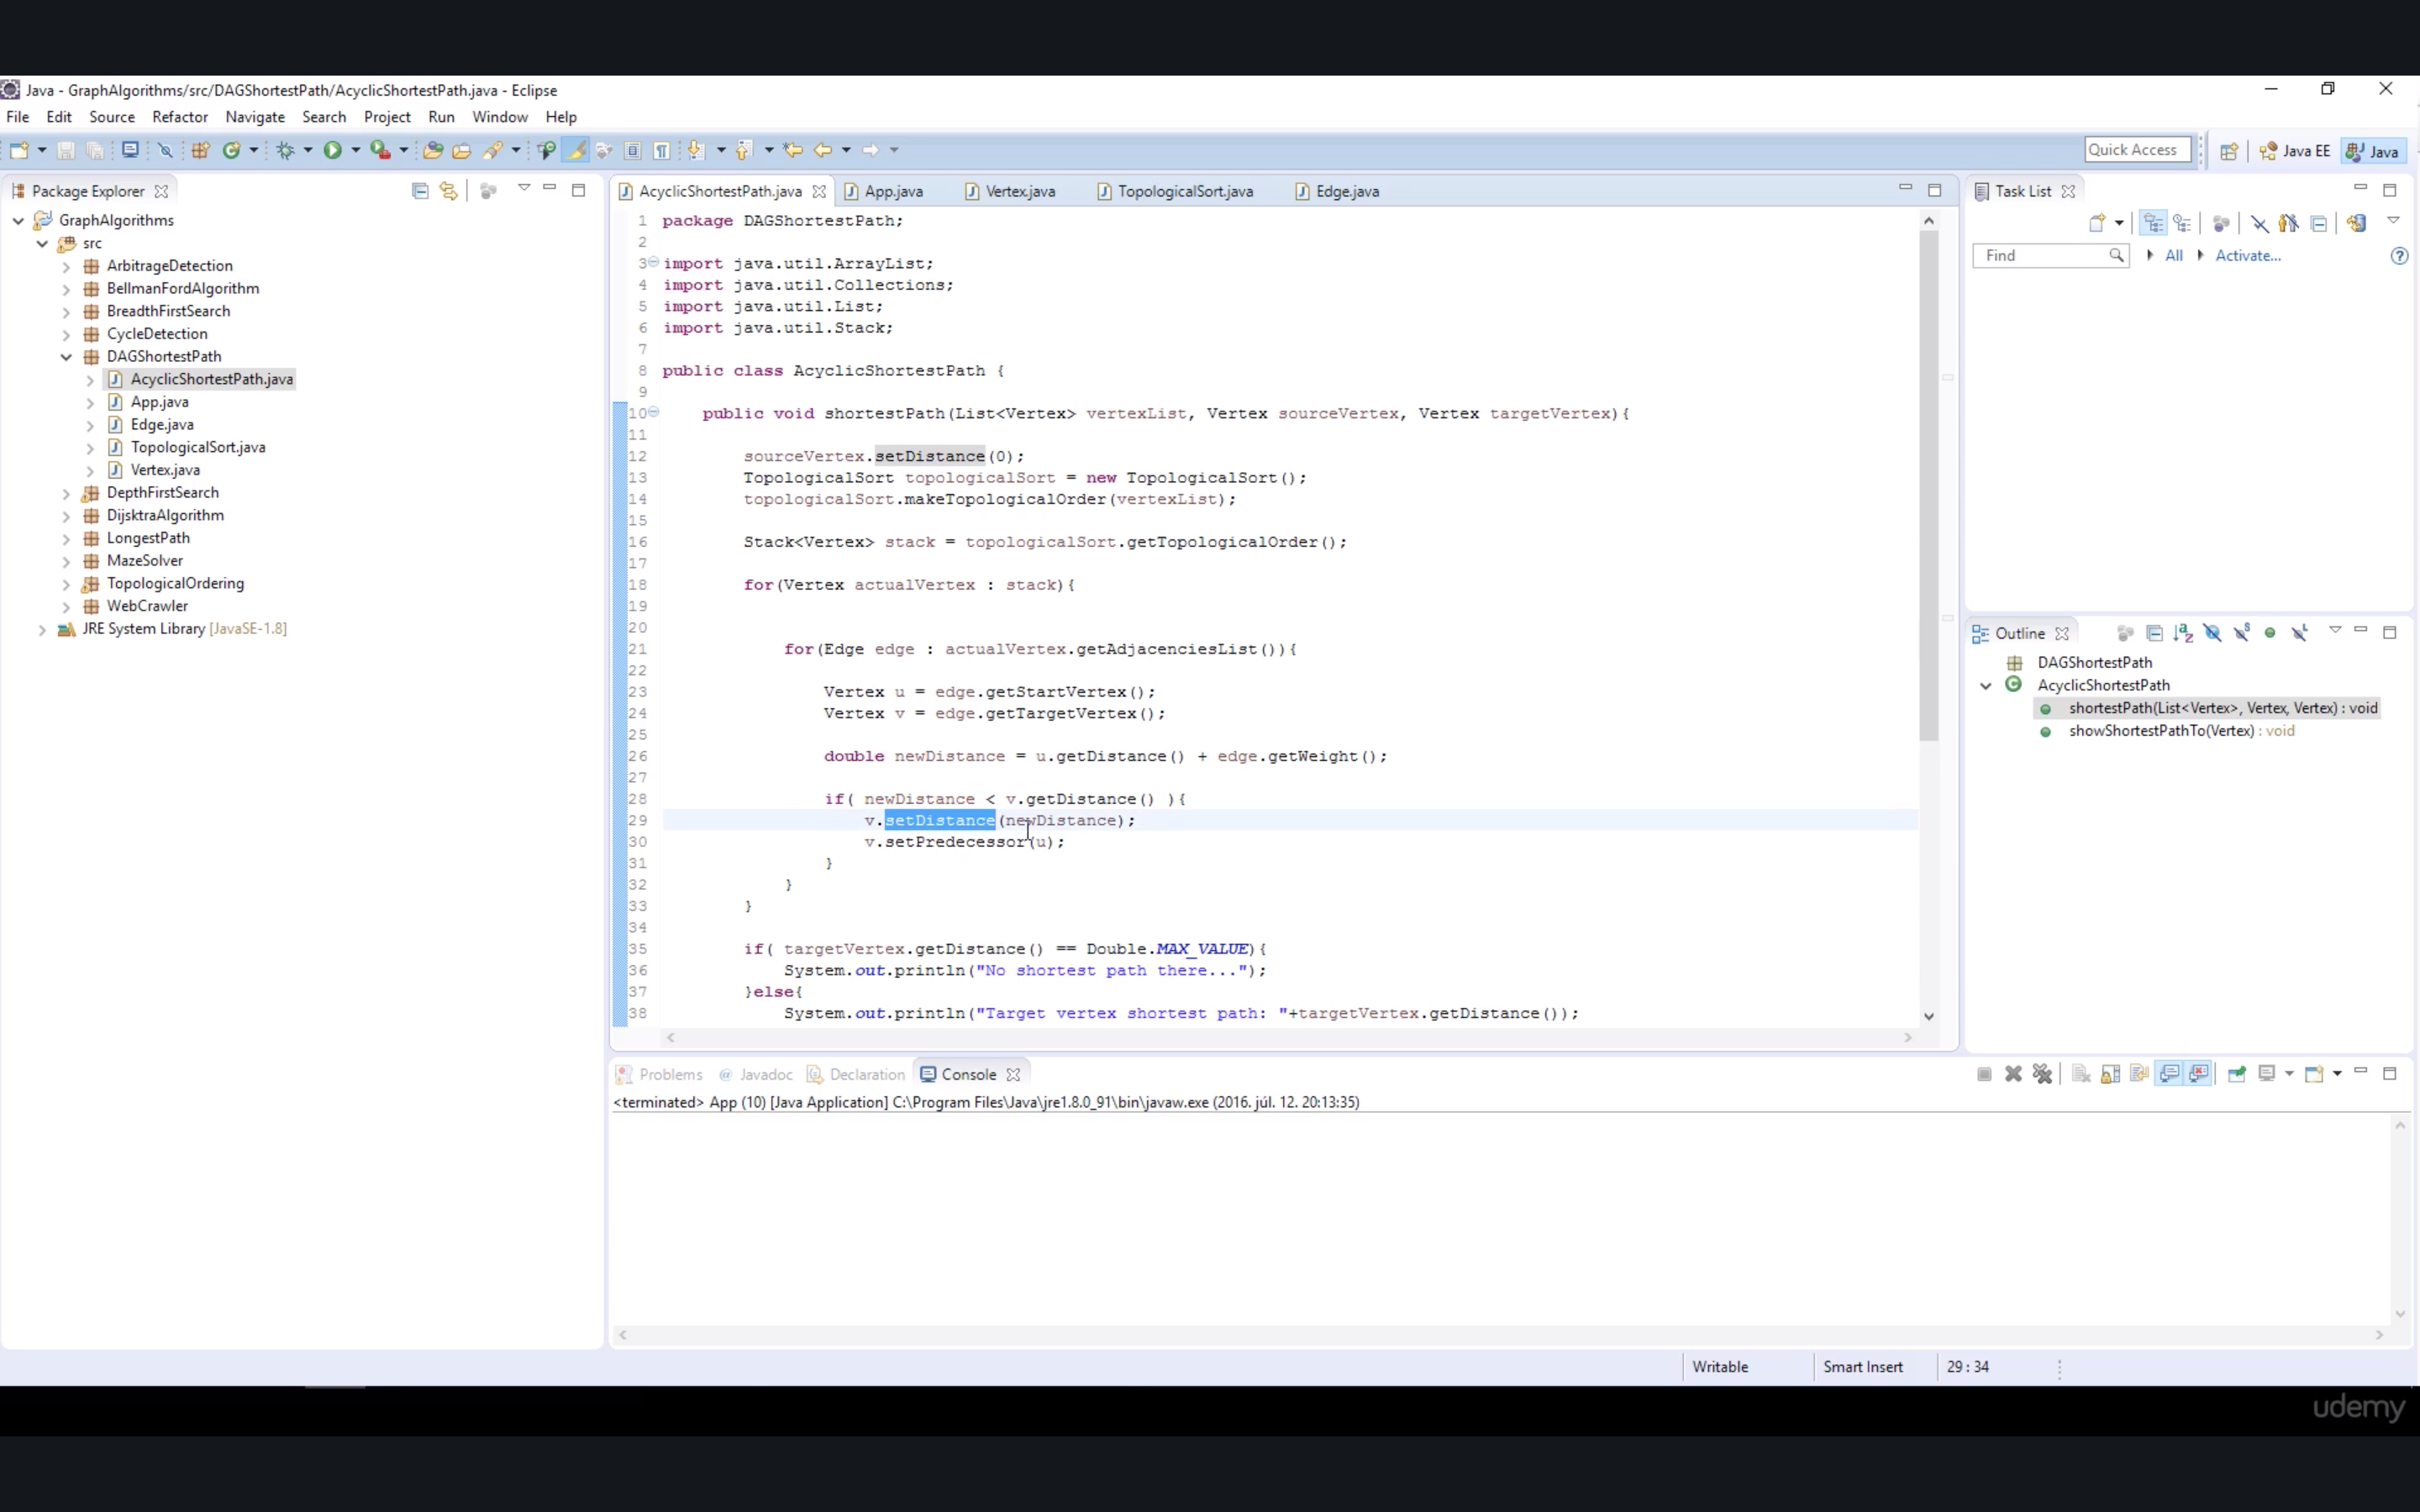 Java - GraphAlgorithms/src/DAGShortestPath/AcyclicShortestPath.java - Eclipse
File Edit Source Refactor Navigate Search Project Run Window Help
Quick Access Java EE Java
Package Explorer
GraphAlgorithms
src
ArbitrageDetection
BellmanFordAlgorithm
BreadthFirstSearch
CycleDetection
DAGShortestPath
AcyclicShortestPath.java
App.java
Edge.java
TopologicalSort.java
Vertex.java
DepthFirstSearch
DijsktraAlgorithm
LongestPath
MazeSolver
TopologicalOrdering
WebCrawler
JRE System Library [JavaSE-1.8]
AcyclicShortestPath.java App.java Vertex.java TopologicalSort.java Edge.java
1 package DAGShortestPath;
2
3 import java.util.ArrayList;
4 import java.util.Collections;
5 import java.util.List;
6 import java.util.Stack;
7
8 public class AcyclicShortestPath {
9
10 public void shortestPath(List<Vertex> vertexList, Vertex sourceVertex, Vertex targetVertex){
11
12 sourceVertex.setDistance(0);
13 TopologicalSort topologicalSort = new TopologicalSort();
14 topologicalSort.makeTopologicalOrder(vertexList);
15
16 Stack<Vertex> stack = topologicalSort.getTopologicalOrder();
17
18 for(Vertex actualVertex : stack){
19
20
21 for(Edge edge : actualVertex.getAdjacenciesList()){
22
23 Vertex u = edge.getStartVertex();
24 Vertex v = edge.getTargetVertex();
25
26 double newDistance = u.getDistance() + edge.getWeight();
27
28 if( newDistance < v.getDistance() ){
29 v.setDistance(newDistance);
30 v.setPredecessor(u);
31 }
32 }
33 }
34
35 if( targetVertex.getDistance() == Double.MAX_VALUE){
36 System.out.println("No shortest path there...");
37 }else{
38 System.out.println("Target vertex shortest path: "+targetVertex.getDistance());
Task List
Find All Activate...
Outline
DAGShortestPath
AcyclicShortestPath
shortestPath(List<Vertex>, Vertex, Vertex) : void
showShortestPathTo(Vertex) : void
Problems Javadoc Declaration Console
<terminated> App (10) [Java Application] C:\Program Files\Java\jre1.8.0_91\bin\javaw.exe (2016. júl. 12. 20:13:35)
Writable Smart Insert 29 : 34
udemy